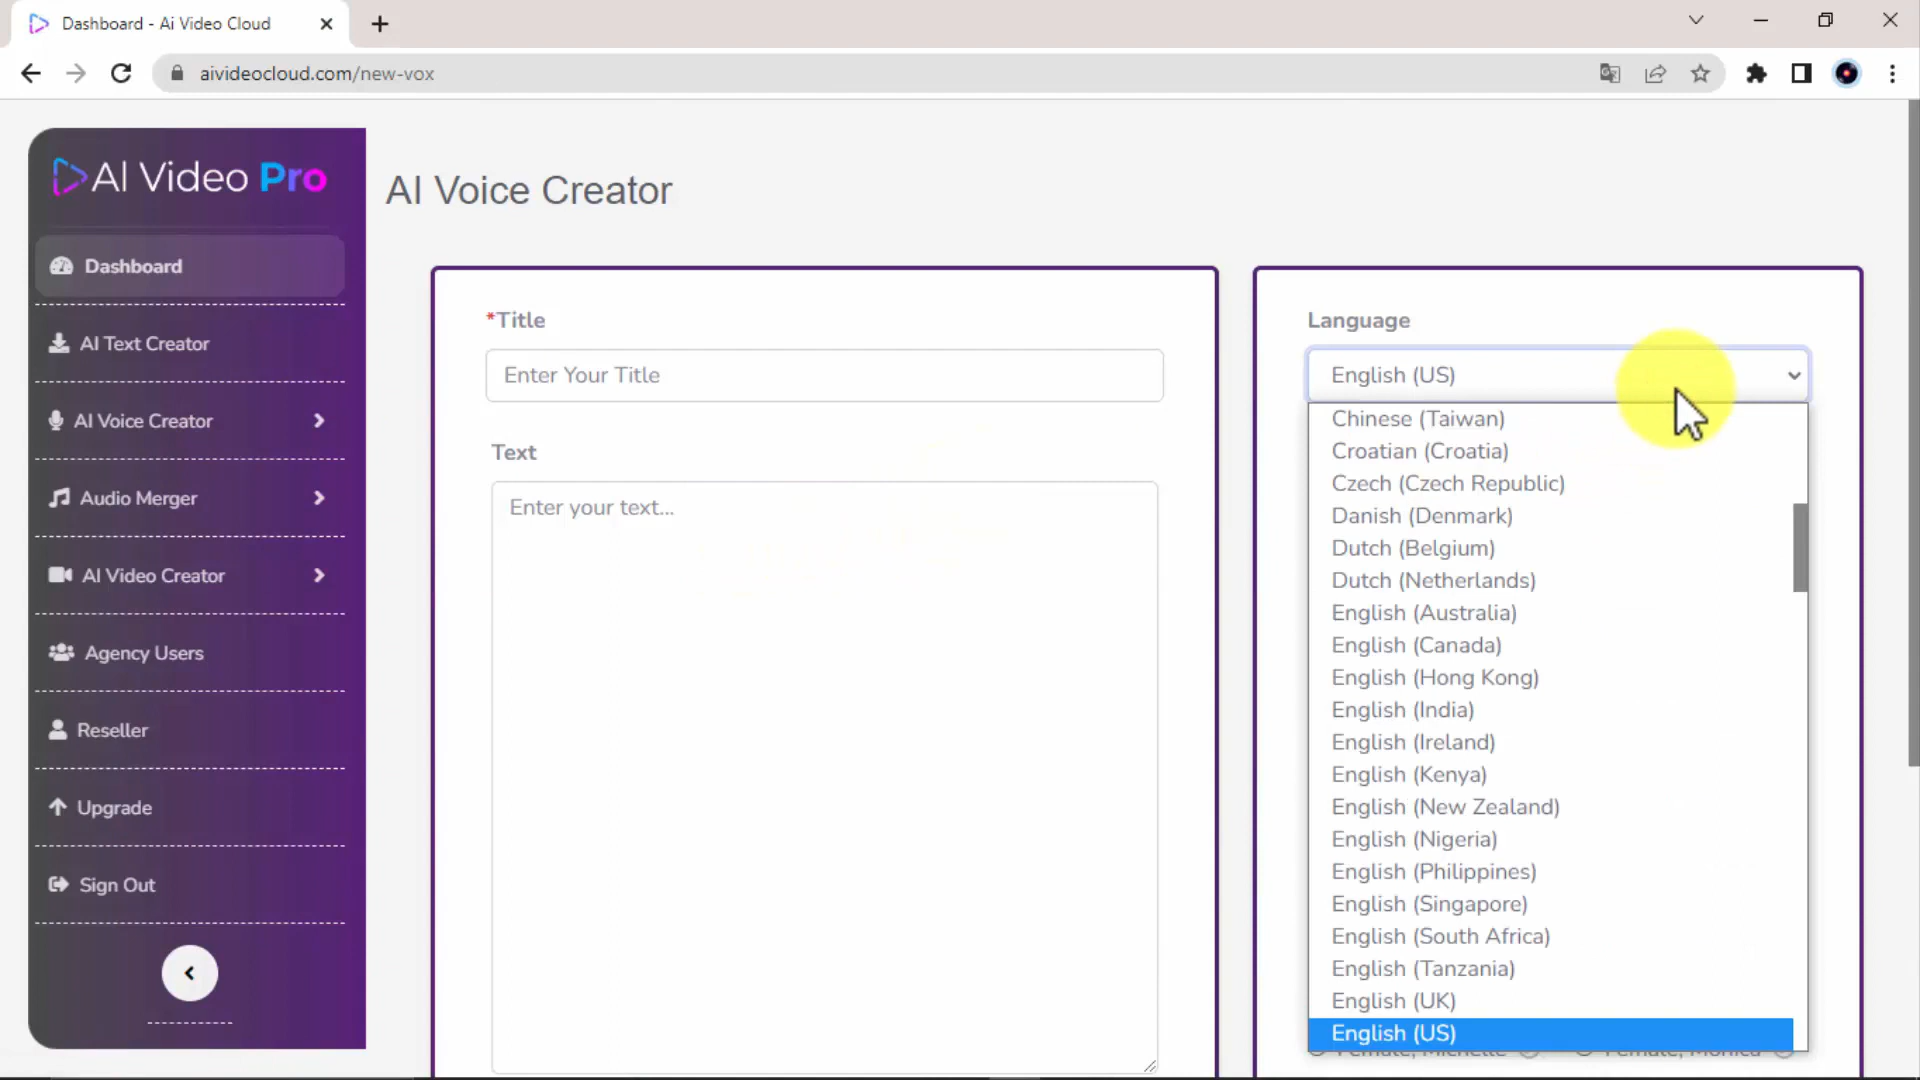 Dashboard - Ai Video Cloud
aivideocloud.com/new-vox
AI Video Pro
Dashboard
AI Text Creator
AI Voice Creator
Audio Merger
AI Video Creator
Agency Users
Reseller
Upgrade
Sign Out
AI Voice Creator
*Title
Enter Your Title
Text
Enter your text...
Language
English (US)
Chinese (Taiwan)
Croatian (Croatia)
Czech (Czech Republic)
Danish (Denmark)
Dutch (Belgium)
Dutch (Netherlands)
English (Australia)
English (Canada)
English (Hong Kong)
English (India)
English (Ireland)
English (Kenya)
English (New Zealand)
English (Nigeria)
English (Philippines)
English (Singapore)
English (South Africa)
English (Tanzania)
English (UK)
English (US)
Female, Michelle Female, Monica